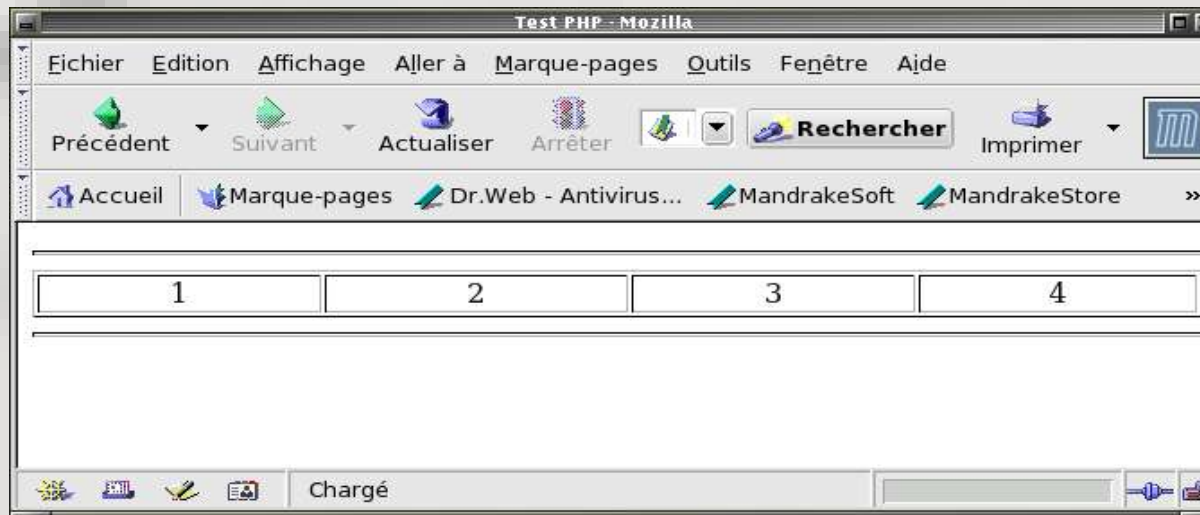 Test PHP - Mozilla
Fichier Edition Affichage Aller à Marque-pages Outils Fenêtre Aide
Précédent Suivant Actualiser Arrêter Rechercher Imprimer
Accueil Marque-pages Dr.Web - Antivirus... MandrakeSoft MandrakeStore »
1 2 3 4
Chargé